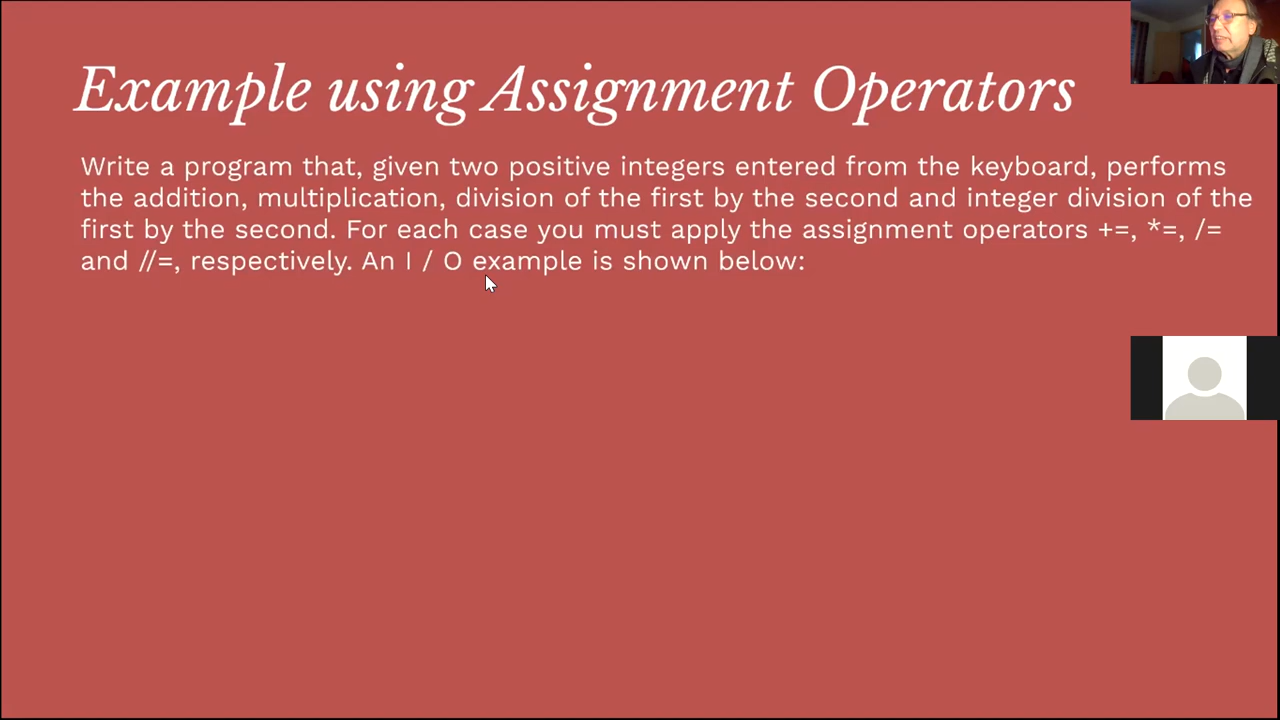 Example using Assignment Operators
Write a program that, given two positive integers entered from the keyboard, performs
the addition, multiplication, division of the first by the second and integer division of the
first by the second. For each case you must apply the assignment operators +=, *=, /=
and //=, respectively. An I / O example is shown below: